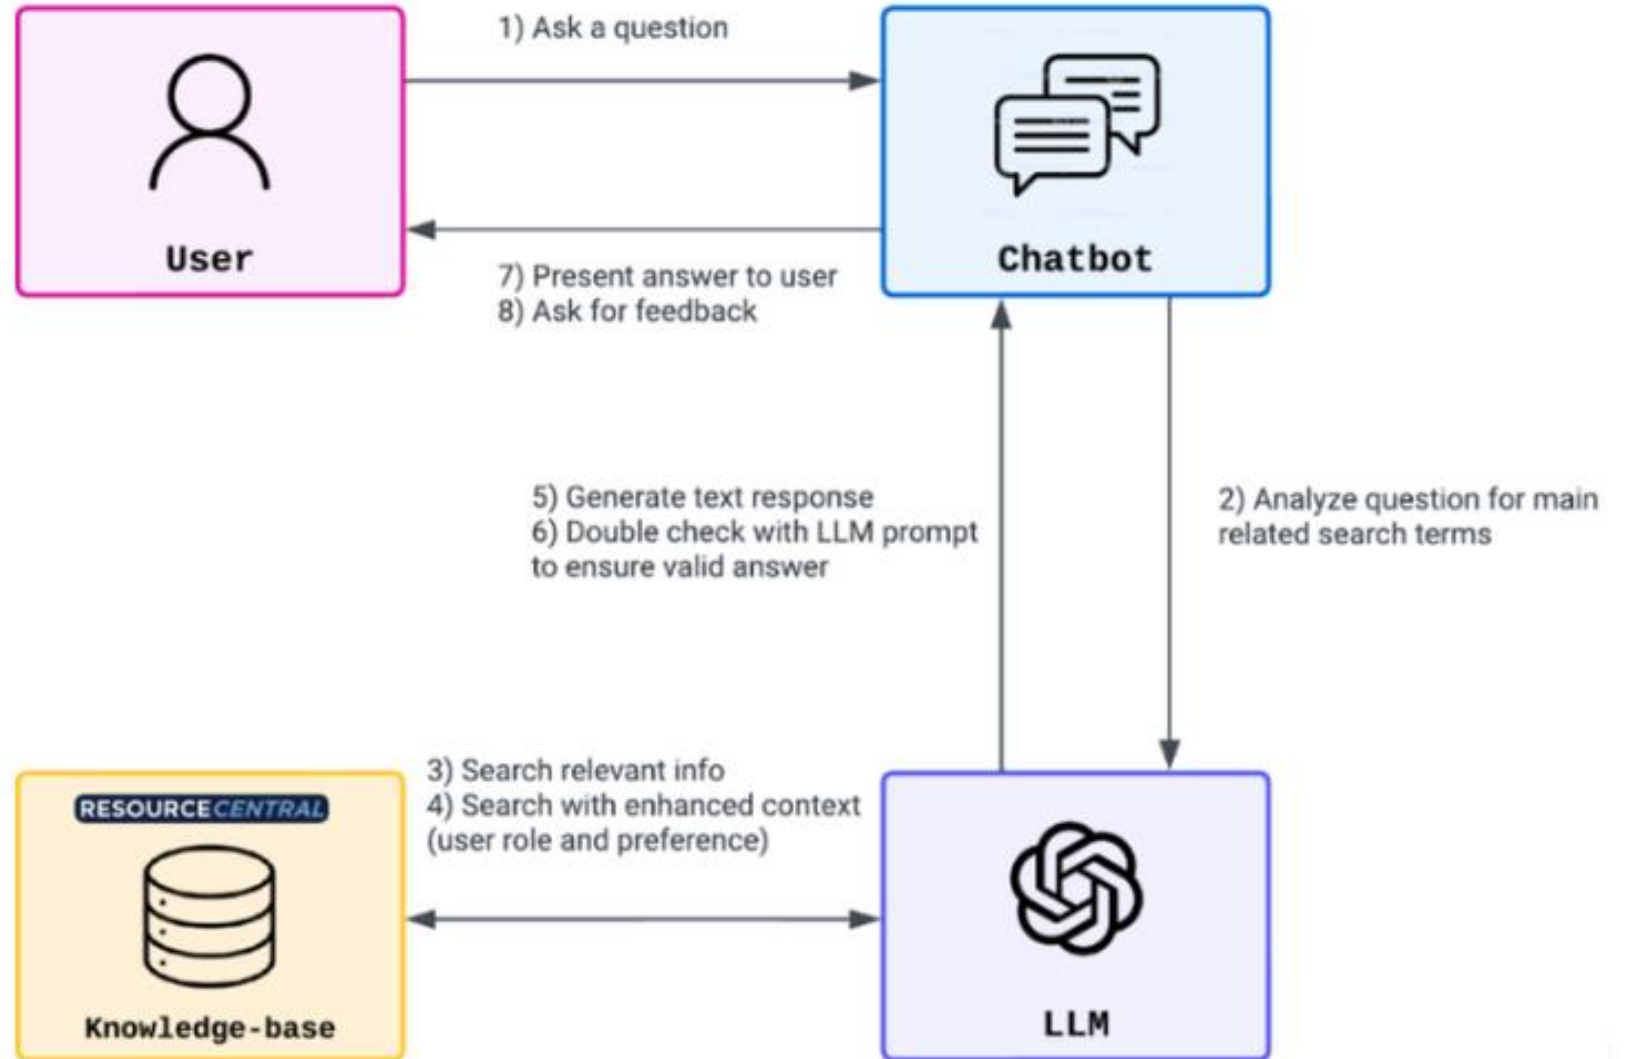 1) Ask a question
User
Chatbot
7) Present answer to user
8) Ask for feedback
5) Generate text response
6) Double check with LLM prompt
to ensure valid answer
2) Analyze question for main
related search terms
3) Search relevant info
4) Search with enhanced context
(user role and preference)
RESOURCECENTRAL
Knowledge-base
LLM